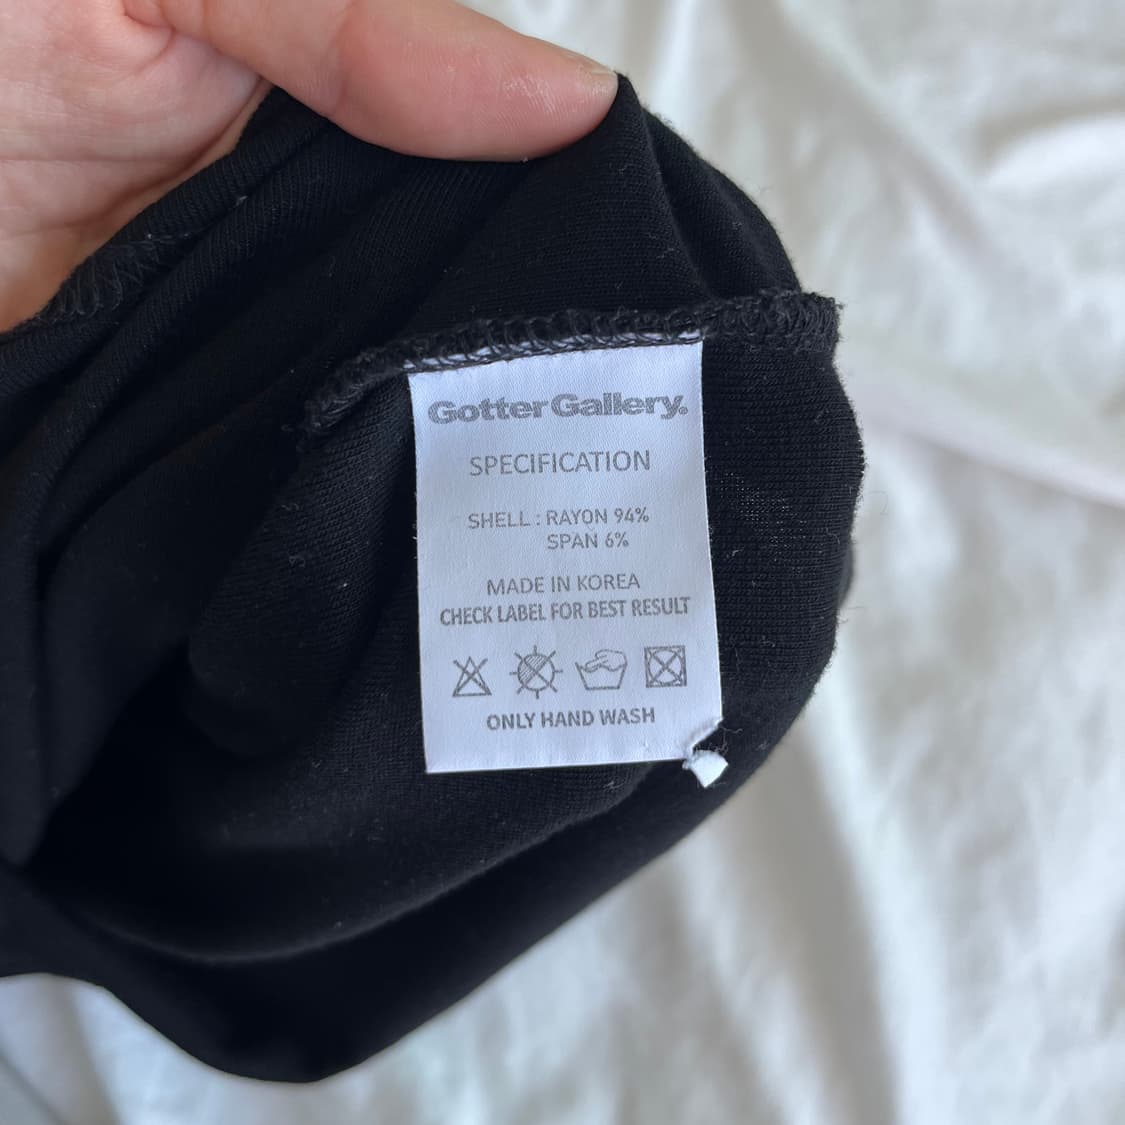 Gotter Gallery.
SPECIFICATION
SHELL : RAYON 94%
SPAN 6%
MADE IN KOREA
CHECK LABEL FOR BEST RESULT
ONLY HAND WASH